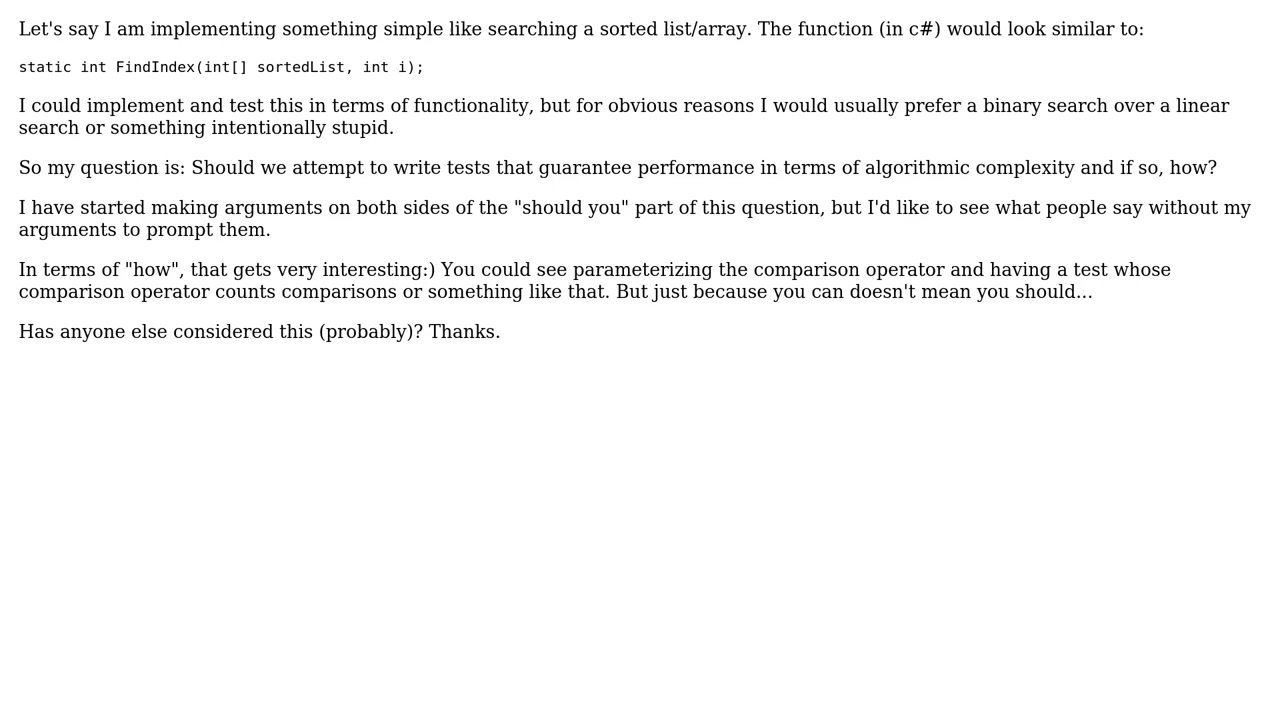 Let's say I am implementing something simple like searching a sorted list/array. The function (in c#) would look similar to:
static int FindIndex(int[] sortedList, int i);
I could implement and test this in terms of functionality, but for obvious reasons I would usually prefer a binary search over a linear
search or something intentionally stupid.
So my question is: Should we attempt to write tests that guarantee performance in terms of algorithmic complexity and if so, how?
I have started making arguments on both sides of the "should you" part of this question, but I'd like to see what people say without my
arguments to prompt them.
In terms of "how", that gets very interesting:) You could see parameterizing the comparison operator and having a test whose
comparison operator counts comparisons or something like that. But just because you can doesn't mean you should...
Has anyone else considered this (probably)? Thanks.